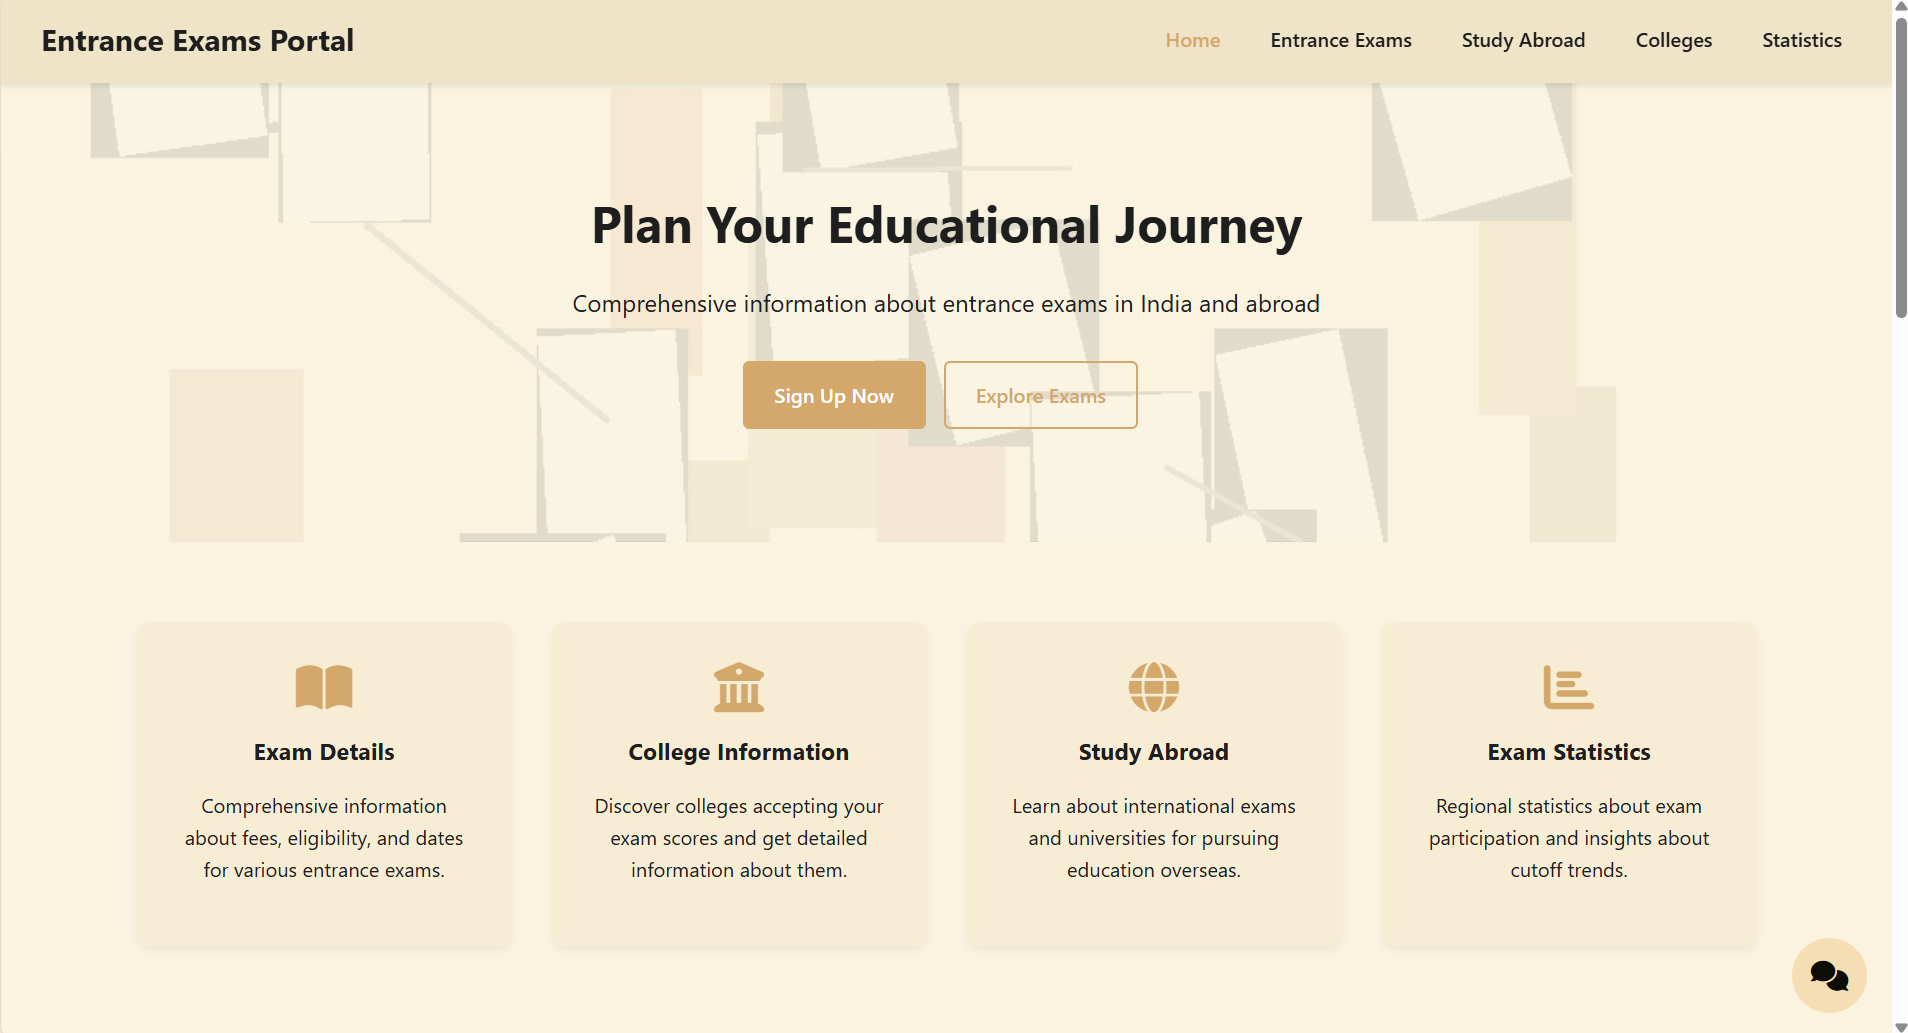 Entrance Exams Portal
Home
Entrance Exams
Study Abroad
Colleges
Statistics
Plan Your Educational Journey
Comprehensive information about entrance exams in India and abroad
Sign Up Now
Explore Exams
Exam Details
Comprehensive information
about fees, eligibility, and dates
for various entrance exams.
College Information
Discover colleges accepting your
exam scores and get detailed
information about them.
Study Abroad
Learn about international exams
and universities for pursuing
education overseas.
Exam Statistics
Regional statistics about exam
participation and insights about
cutoff trends.